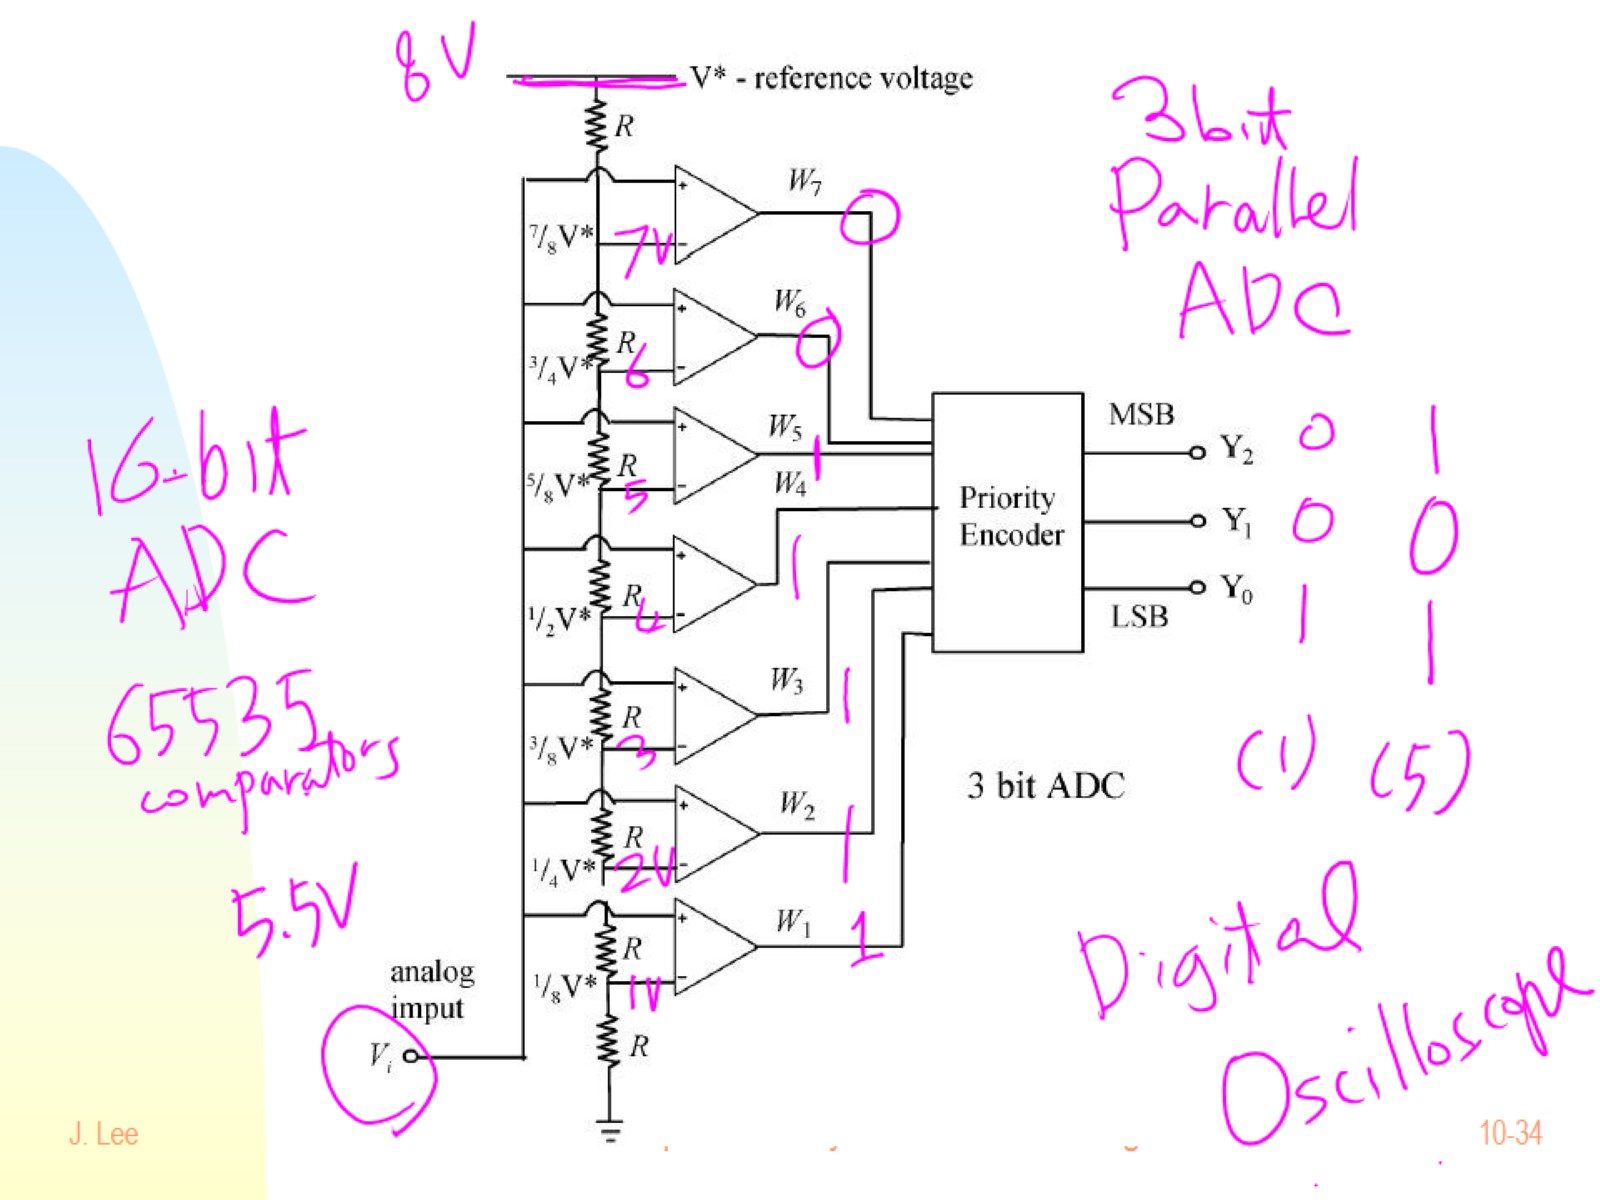 8V
V* - reference voltage
R
3bit
Parallel
ADC
W7
0
7/8V*
7V
W6
0
R
3/4V*
6
W5
1
R
5/8V*
5
W4
1
R
1/2V*
4
Priority
Encoder
MSB
Y2 0 1
Y1 0 0
Y0 1 1
LSB
(1) (5)
16-bit
ADC
65535
comparators
W3
1
R
3/8V*
3
3 bit ADC
W2
1
R
1/4V*
2V
W1
1
R
1/8V*
1V
R
5.5V
analog
imput
Vi
Digital
Oscilloscope
J. Lee
10-34